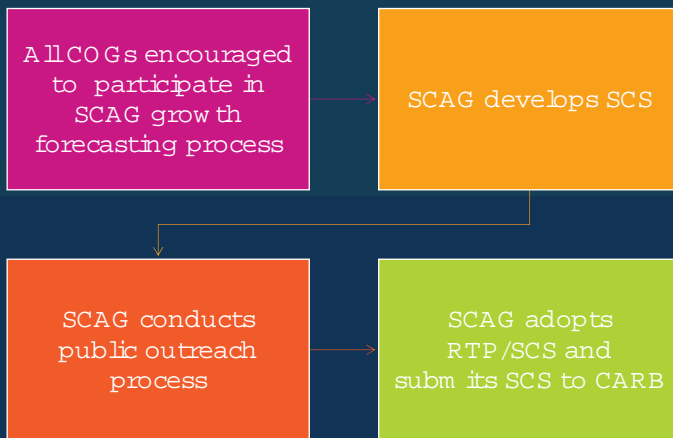 All COGs encouraged
to participate in
SCAG growth
forecasting process
SCAG develops SCS
SCAG conducts
public outreach
process
SCAG adopts
RTP/SCS and
submits SCS to CARB